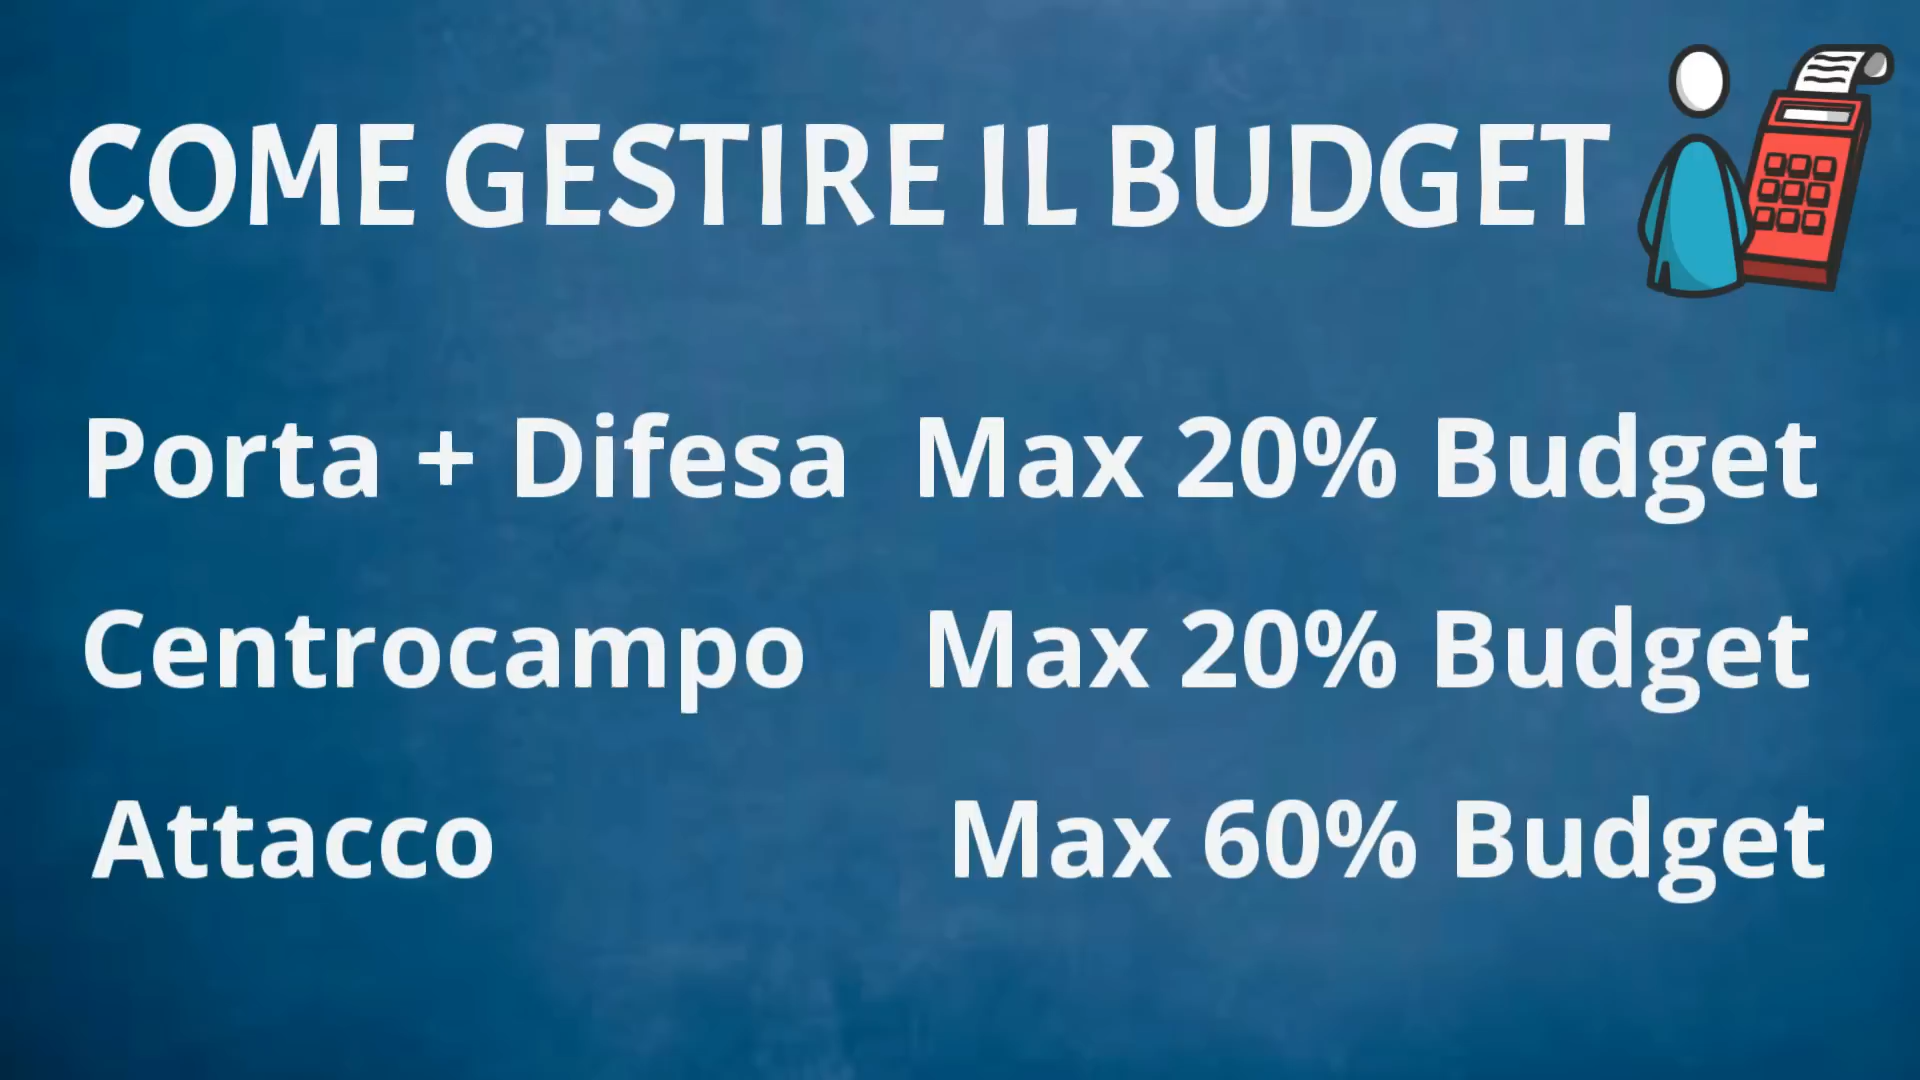 COME GESTIRE IL BUDGET
Porta + Difesa Max 20% Budget
Centrocampo Max 20% Budget
Attacco Max 60% Budget